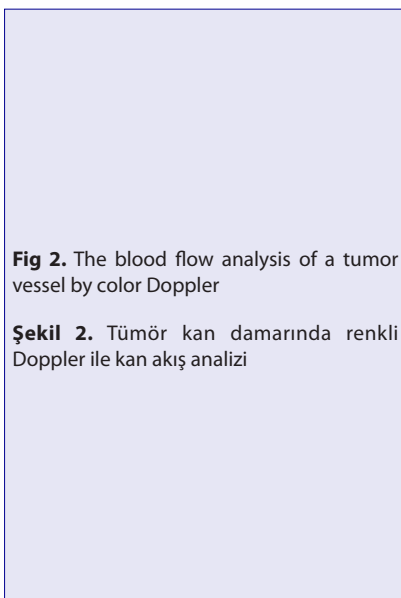 Fig 2. The blood flow analysis of a tumor
vessel by color Doppler
Şekil 2. Tümör kan damarında renkli
Doppler ile kan akış analizi